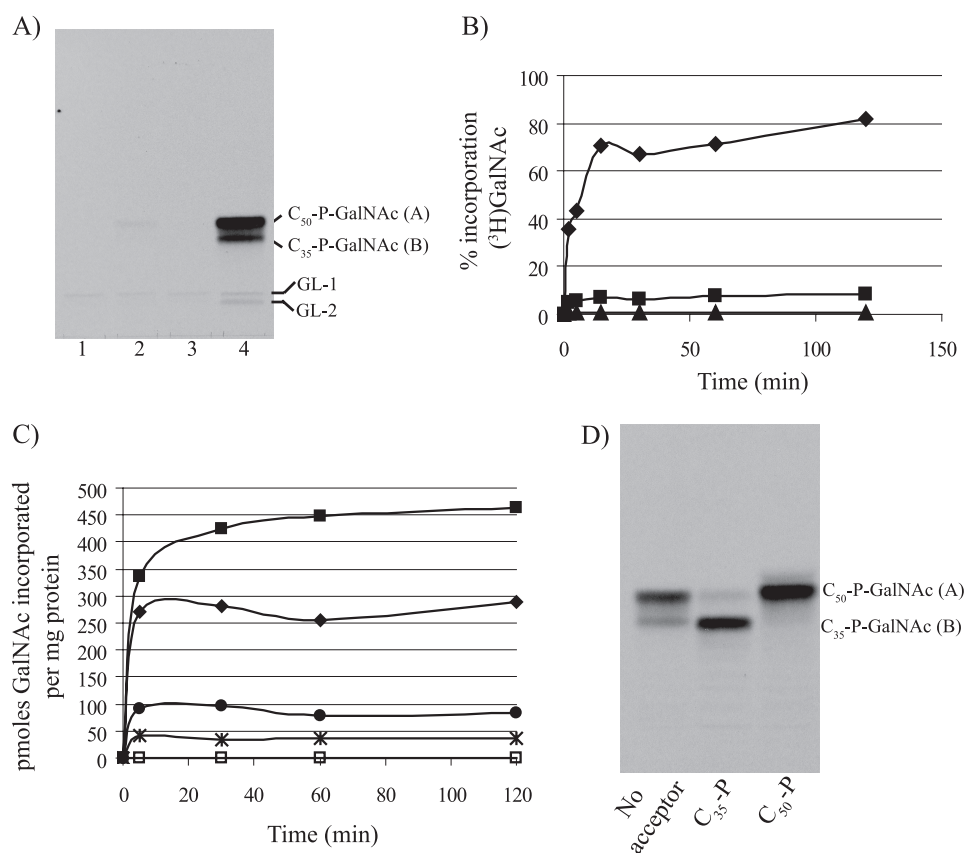 A)
C₅₀-P-GalNAc (A)
C₃₅-P-GalNAc (B)
GL-1
GL-2
1 2 3 4
B)
% incorporation
(³H)GalNAc
100
80
60
40
20
0
0 50 100 150
Time (min)
C)
pmoles GalNAc incorporated
per mg protein
500
450
400
350
300
250
200
150
100
50
0
0 20 40 60 80 100 120
Time (min)
D)
C₅₀-P-GalNAc (A)
C₃₅-P-GalNAc (B)
No
acceptor
C₃₅-P
C₅₀-P